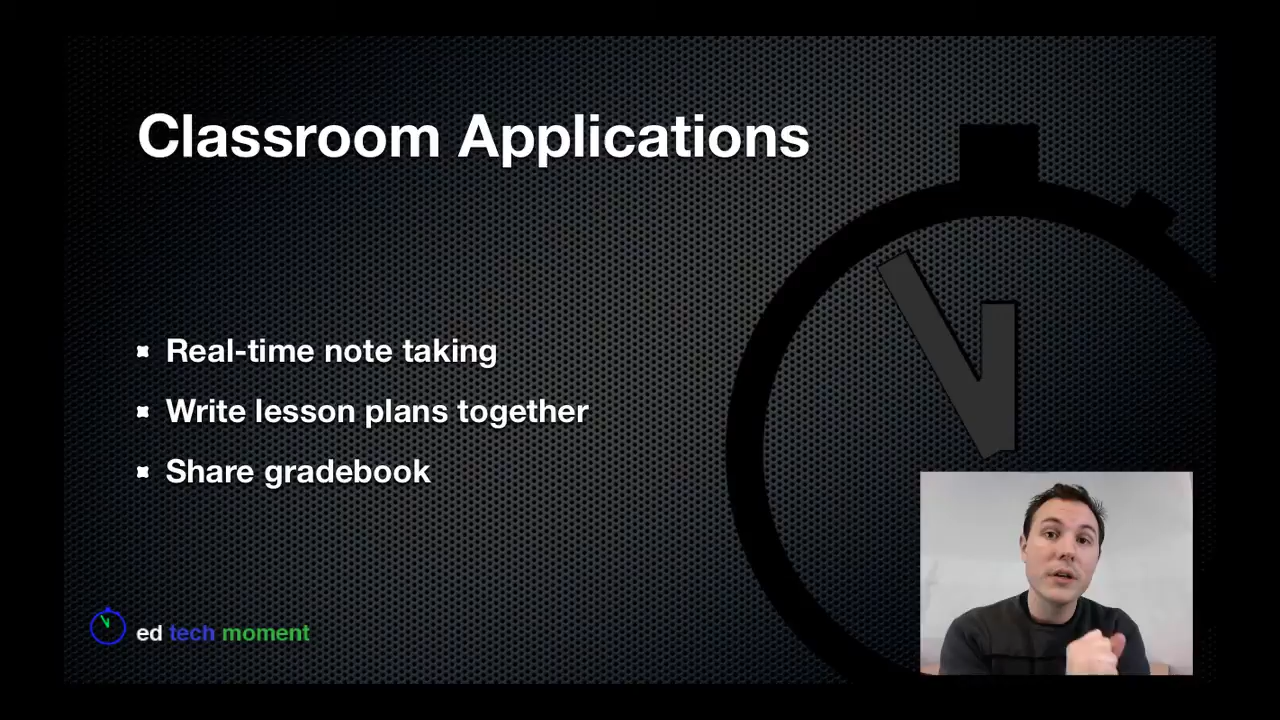 Classroom Applications
Real-time note taking
Write lesson plans together
Share gradebook
ed tech moment